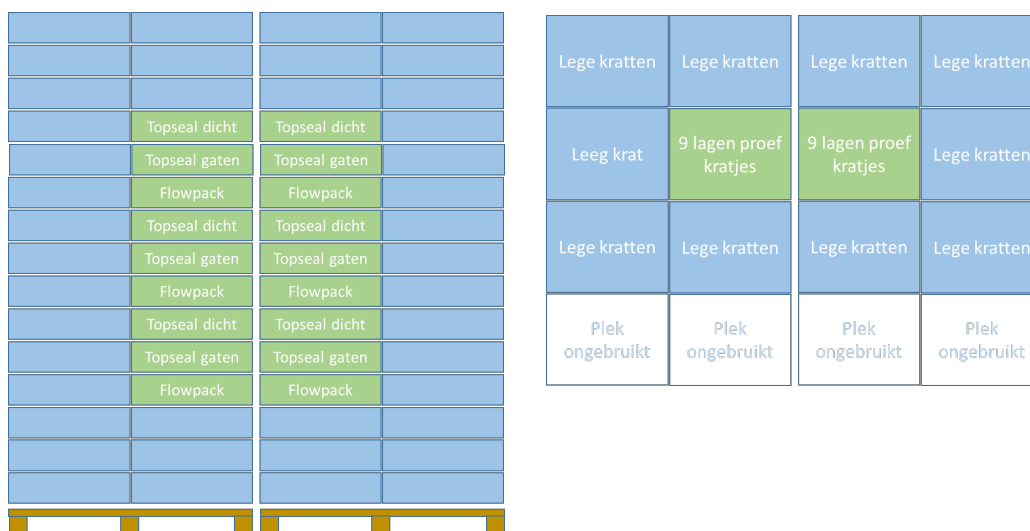 Topseal dicht Topseal dicht
Topseal gaten Topseal gaten
Flowpack Flowpack
Topseal dicht Topseal dicht
Topseal gaten Topseal gaten
Flowpack Flowpack
Topseal dicht Topseal dicht
Topseal gaten Topseal gaten
Flowpack Flowpack
Lege kratten Lege kratten Lege kratten Lege kratten
Leeg krat 9 lagen proef kratjes 9 lagen proef kratjes Lege kratten
Lege kratten Lege kratten Lege kratten Lege kratten
Plek ongebruikt Plek ongebruikt Plek ongebruikt Plek ongebruikt